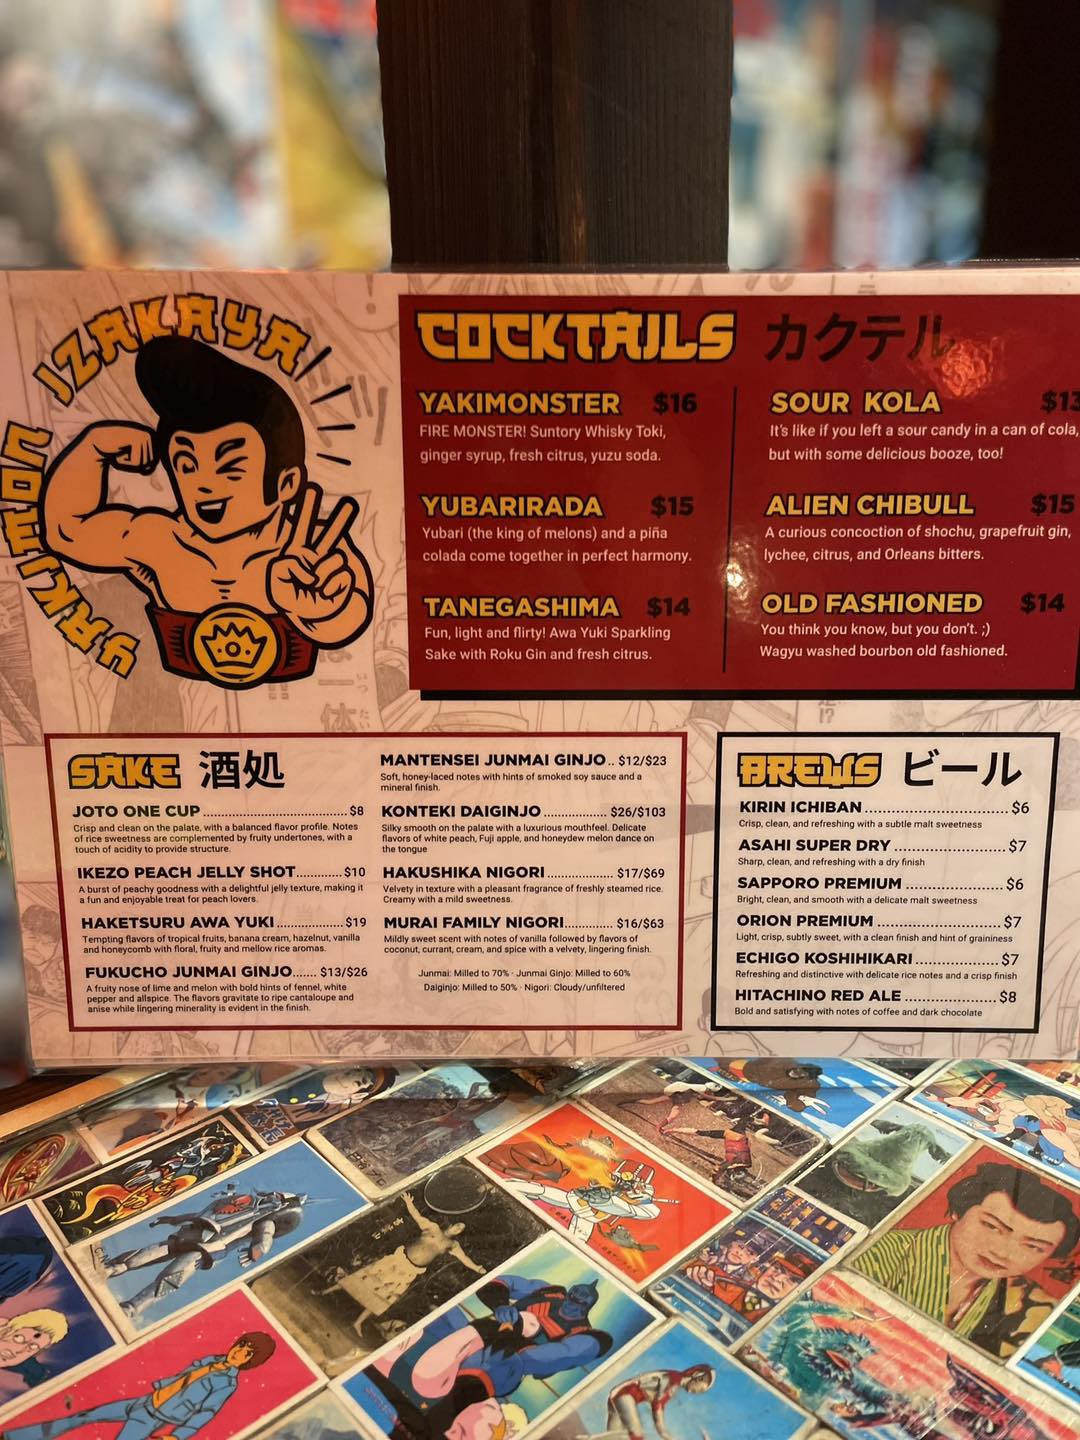 IZAKAYA
YAKIMON
COCKTAILS カクテル
YAKIMONSTER $16
FIRE MONSTER! Suntory Whisky Toki,
ginger syrup, fresh citrus, yuzu soda.
YUBARIRADA $15
Yubari (the king of melons) and a piña
colada come together in perfect harmony.
TANEGASHIMA $14
Fun, light and flirty! Awa Yuki Sparkling
Sake with Roku Gin and fresh citrus.
SOUR KOLA $13
It's like if you left a sour candy in a can of cola,
but with some delicious booze, too!
ALIEN CHIBULL $15
A curious concoction of shochu, grapefruit gin,
lychee, citrus, and Orleans bitters.
OLD FASHIONED $14
You think you know, but you don't. ;)
Wagyu washed bourbon old fashioned.
SAKE 酒処
JOTO ONE CUP $8
Crisp and clean on the palate, with a balanced flavor profile. Notes
of rice sweetness are complemented by fruity undertones, with a
touch of acidity to provide structure.
IKEZO PEACH JELLY SHOT $10
A burst of peachy goodness with a delightful jelly texture, making it
a fun and enjoyable treat for peach lovers.
HAKETSURU AWA YUKI $19
Tempting flavors of tropical fruits, banana cream, hazelnut, vanilla
and honeycomb with floral, fruity and mellow rice aromas.
FUKUCHO JUNMAI GINJO $13/$26
A fruity nose of lime and melon with bold hints of fennel, white
pepper and allspice. The flavors gravitate to ripe cantaloupe and
anise while lingering minerality is evident in the finish.
MANTENSEI JUNMAI GINJO $12/$23
Soft, honey-laced notes with hints of smoked soy sauce and a
mineral finish.
KONTEKI DAIGINJO $26/$103
Silky smooth on the palate with a luxurious mouthfeel. Delicate
flavors of white peach, Fuji apple, and honeydew melon dance on
the tongue
HAKUSHIKA NIGORI $17/$69
Velvety in texture with a pleasant fragrance of freshly steamed rice.
Creamy with a mild sweetness.
MURAI FAMILY NIGORI $16/$63
Mildly sweet scent with notes of vanilla followed by flavors of
coconut, currant, cream, and spice with a velvety, lingering finish.
Junmai: Milled to 70% · Junmai Ginjo: Milled to 60%
Daiginjo: Milled to 50% · Nigori: Cloudy/unfiltered
BREWS ビール
KIRIN ICHIBAN $6
Crisp, clean, and refreshing with a subtle malt sweetness
ASAHI SUPER DRY $7
Sharp, clean, and refreshing with a dry finish
SAPPORO PREMIUM $6
Bright, clean, and smooth with a delicate malt sweetness
ORION PREMIUM $7
Light, crisp, subtly sweet, with a clean finish and hint of graininess
ECHIGO KOSHIHIKARI $7
Refreshing and distinctive with delicate rice notes and a crisp finish
HITACHINO RED ALE $8
Bold and satisfying with notes of coffee and dark chocolate